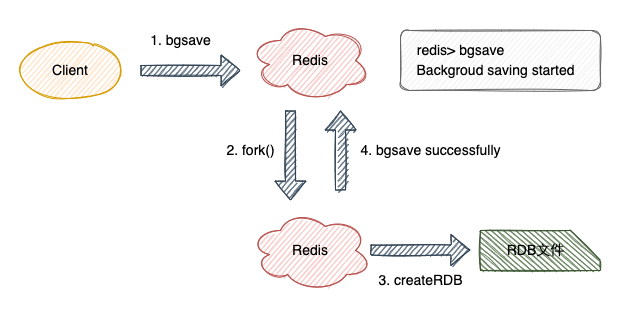 1. bgsave
Client
Redis
redis> bgsave
Backgroud saving started
2. fork()
4. bgsave successfully
Redis
RDB文件
3. createRDB